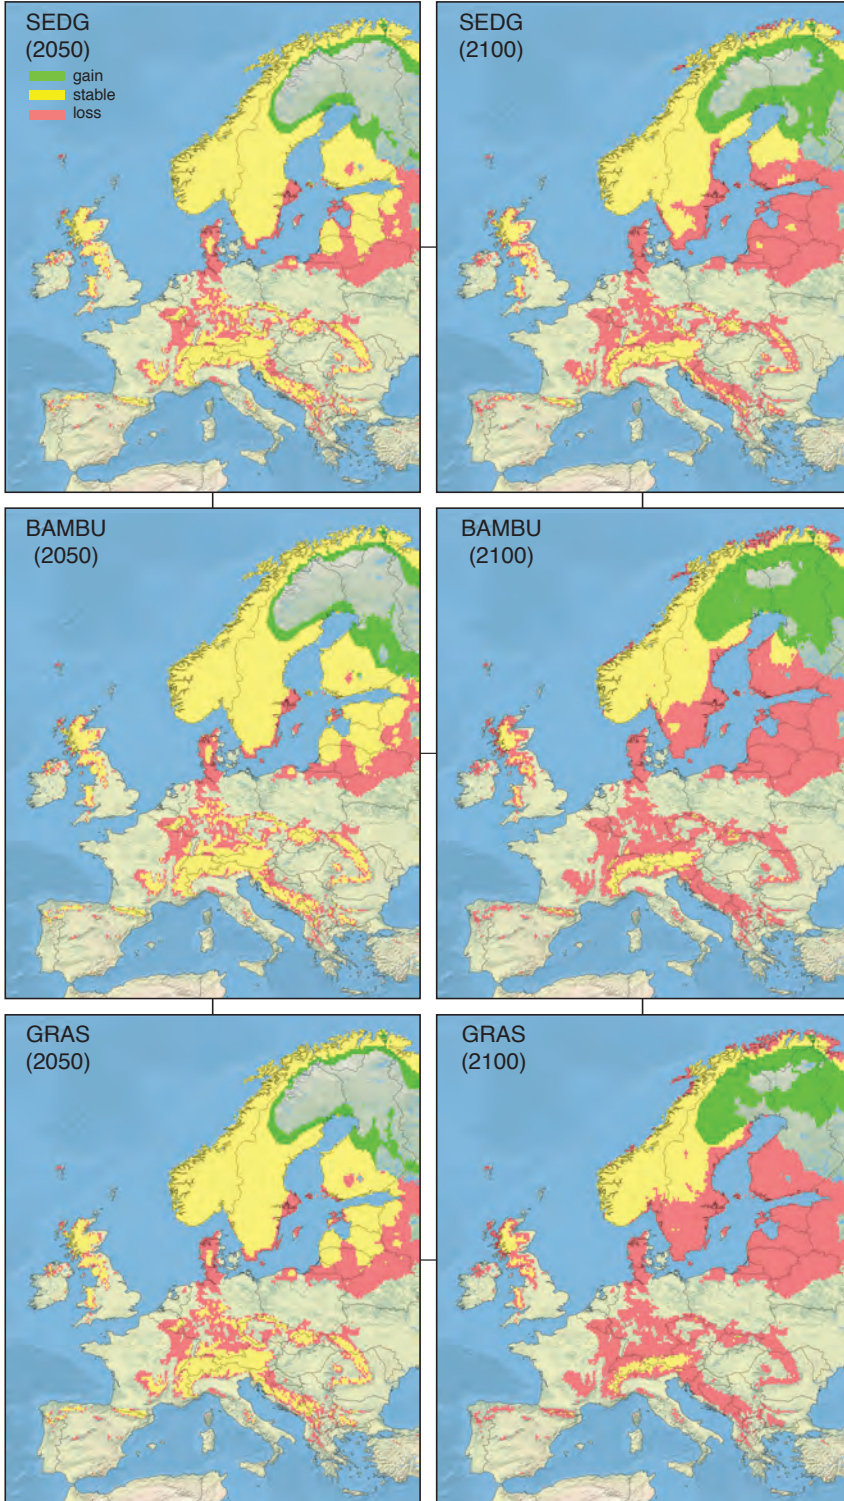 SEDG
(2050)
gain
stable
loss
SEDG
(2100)
BAMBU
(2050)
BAMBU
(2100)
GRAS
(2050)
GRAS
(2100)